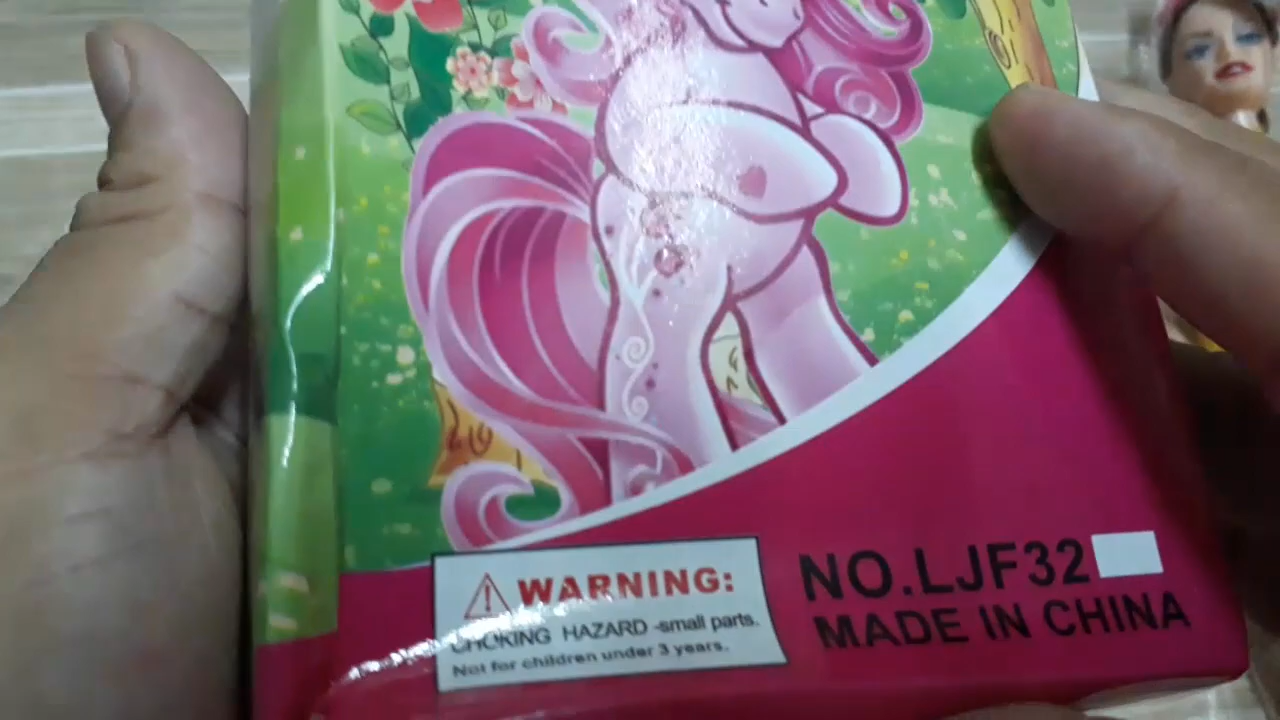 WARNING:
CHOKING HAZARD -small parts.
Not for children under 3 years.
NO.LJF32
MADE IN CHINA